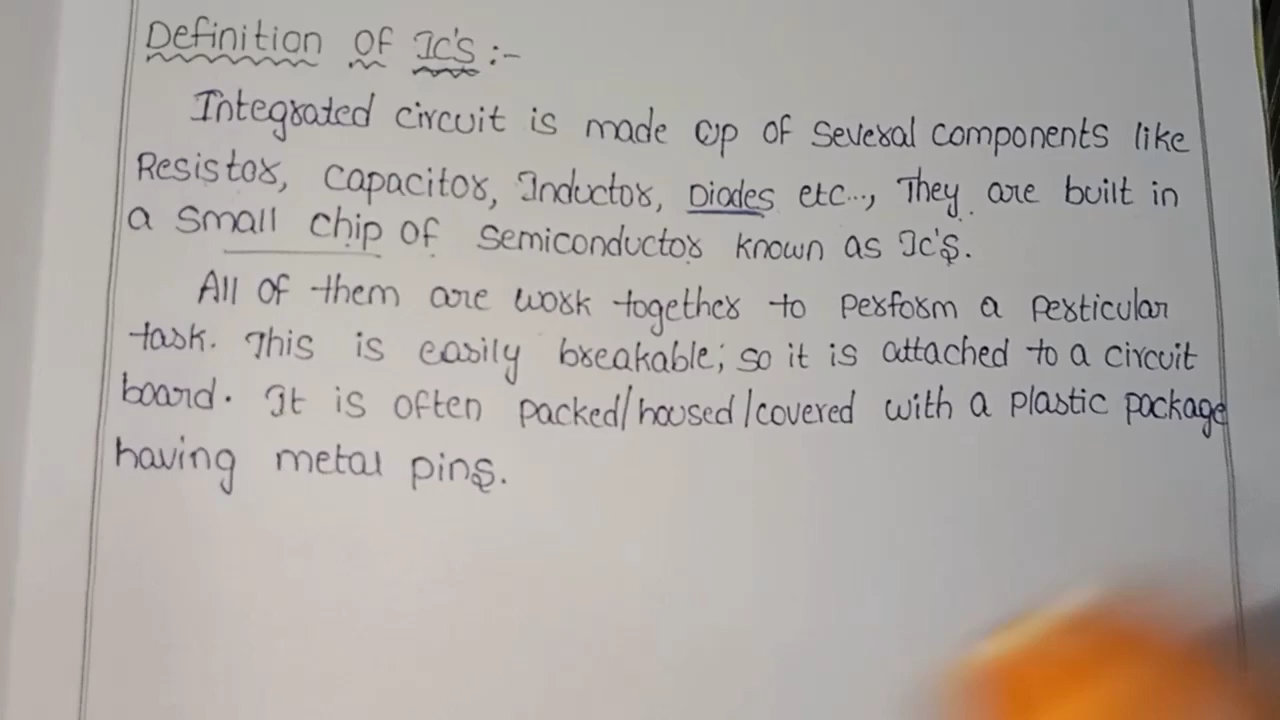 Definition of Ic's :-
Integrated circuit is made up of several components like
Resistor, capacitor, Inductor, Diodes etc..., They are built in
a small chip of semiconductor known as Ic's.
All of them are work together to perform a perticular
task. This is easily breakable, so it is attached to a circuit
board. It is often packed/housed/covered with a plastic package
having metal pins.